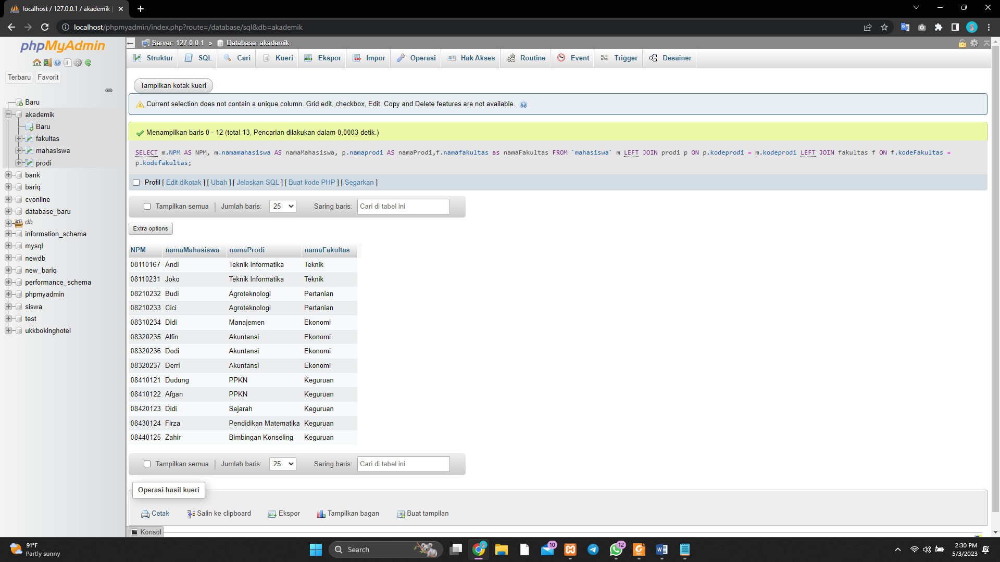 localhost / 127.0.0.1 / akademik |
localhost/phpmyadmin/index.php?route=/database/sql&db=akademik
phpMyAdmin
Terbaru Favorit
Baru
akademik
Baru
fakultas
mahasiswa
prodi
bank
bariq
cvonline
database_baru
db
information_schema
mysql
newdb
new_bariq
performance_schema
phpmyadmin
siswa
test
ukkbokinghotel
Server: 127.0.0.1 » Database: akademik
Struktur SQL Cari Kueri Ekspor Impor Operasi Hak Akses Routine Event Trigger Desainer
Tampilkan kotak kueri
Current selection does not contain a unique column. Grid edit, checkbox, Edit, Copy and Delete features are not available.
Menampilkan baris 0 - 12 (total 13, Pencarian dilakukan dalam 0,0003 detik.)
SELECT m.NPM AS NPM, m.namamahasiswa AS namaMahasiswa, p.namaprodi AS namaProdi,f.namafakultas as namaFakultas FROM `mahasiswa` m LEFT JOIN prodi p ON p.kodeprodi = m.kodeprodi LEFT JOIN fakultas f ON f.kodeFakultas =
p.kodefakultas;
Profil [ Edit dikotak ] [ Ubah ] [ Jelaskan SQL ] [ Buat kode PHP ] [ Segarkan ]
Tampilkan semua | Jumlah baris: 25 Saring baris: Cari di tabel ini
Extra options
NPM namaMahasiswa namaProdi namaFakultas
08110167 Andi Teknik Informatika Teknik
08110231 Joko Teknik Informatika Teknik
08210232 Budi Agroteknologi Pertanian
08210233 Cici Agroteknologi Pertanian
08310234 Didi Manajemen Ekonomi
08320235 Alfin Akuntansi Ekonomi
08320236 Dodi Akuntansi Ekonomi
08320237 Derri Akuntansi Ekonomi
08410121 Dudung PPKN Keguruan
08410122 Afgan PPKN Keguruan
08420123 Didi Sejarah Keguruan
08430124 Firza Pendidikan Matematika Keguruan
08440125 Zahir Bimbingan Konseling Keguruan
Tampilkan semua | Jumlah baris: 25 Saring baris: Cari di tabel ini
Operasi hasil kueri
Cetak Salin ke clipboard Ekspor Tampilkan bagan Buat tampilan
Konsol
91°F
Partly sunny
Search
10
12
2:30 PM
5/3/2023